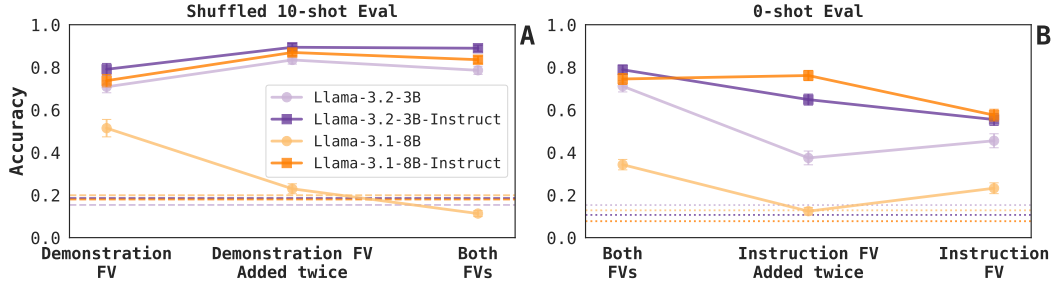 Shuffled 10-shot Eval
A
Accuracy
1.0
0.8
0.6
0.4
0.2
0.0
Llama-3.2-3B
Llama-3.2-3B-Instruct
Llama-3.1-8B
Llama-3.1-8B-Instruct
Demonstration
FV
Demonstration FV
Added twice
Both
FVs
0-shot Eval
B
1.0
0.8
0.6
0.4
0.2
0.0
Both
FVs
Instruction FV
Added twice
Instruction
FV